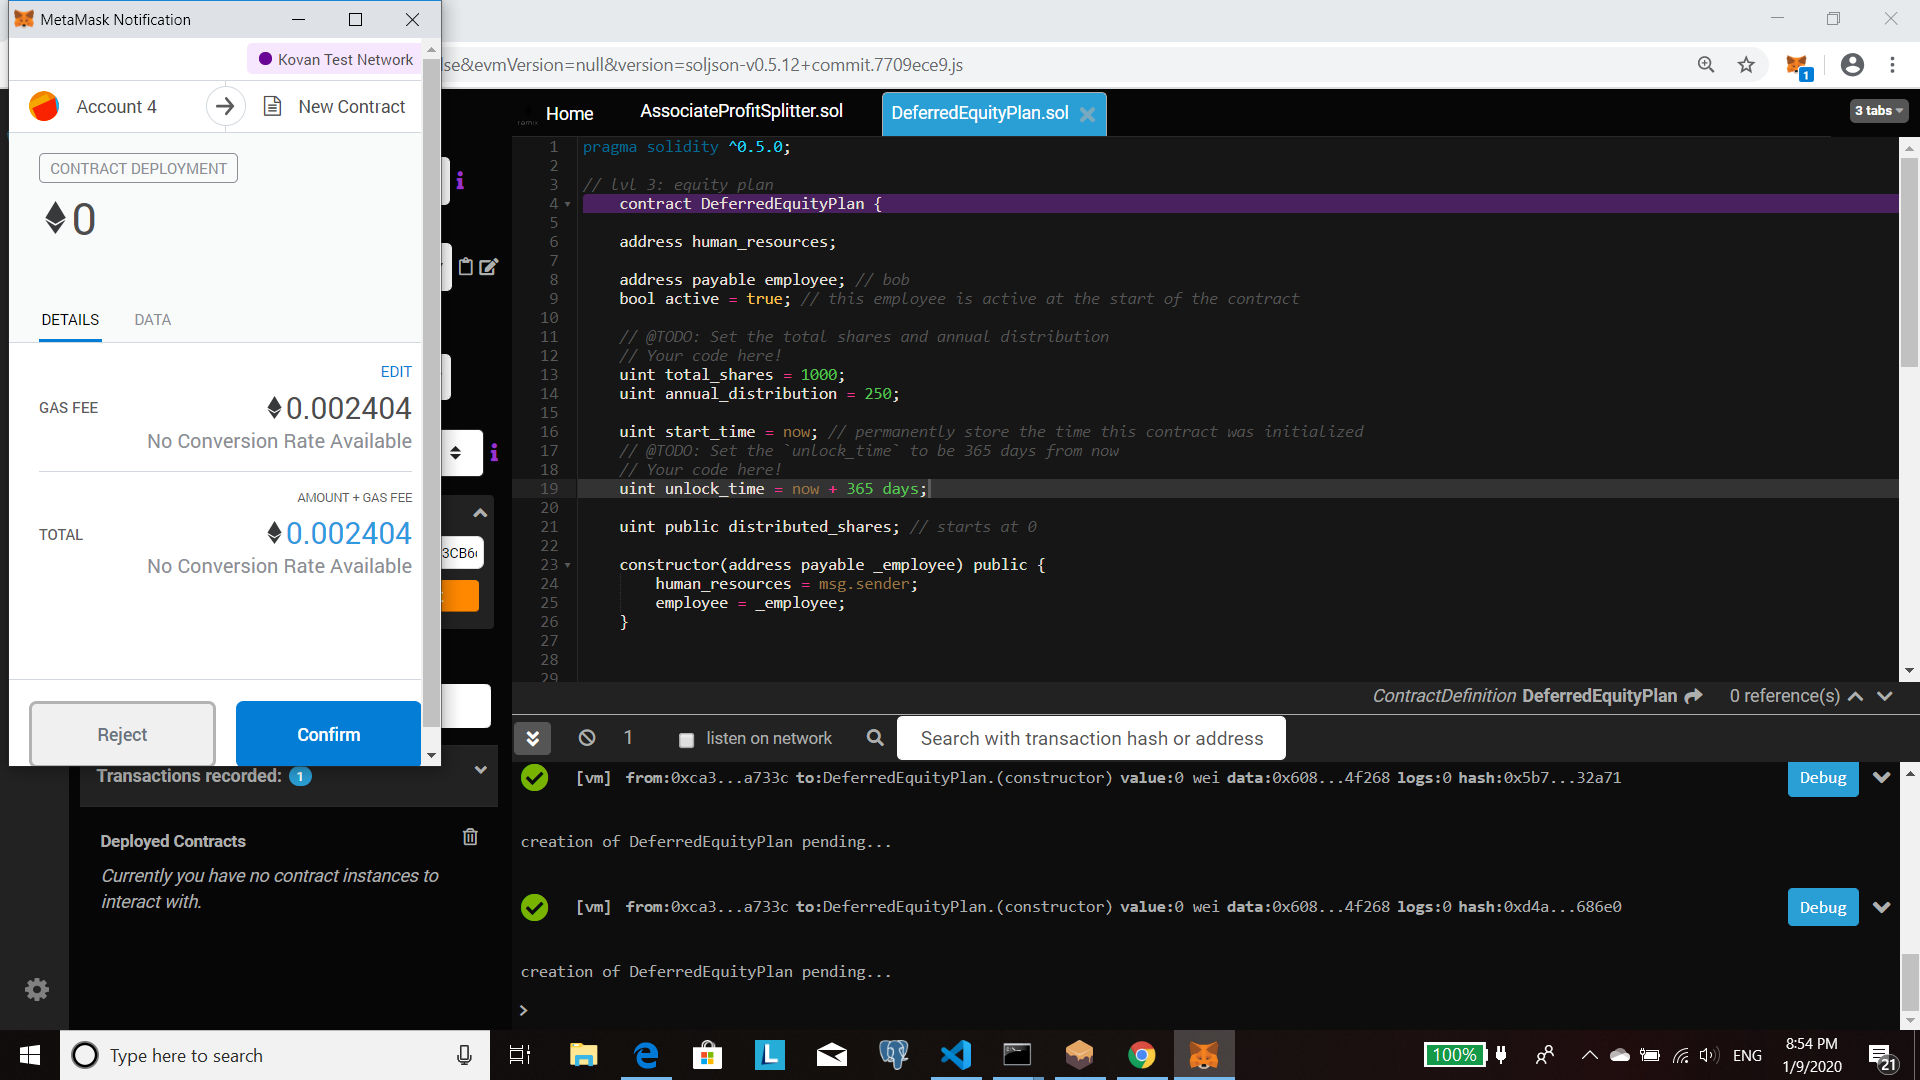 MetaMask Notification
Kovan Test Network
Account 4
New Contract
CONTRACT DEPLOYMENT
0
DETAILS
DATA
EDIT
GAS FEE
0.002404
No Conversion Rate Available
AMOUNT + GAS FEE
TOTAL
0.002404
No Conversion Rate Available
Reject
Confirm
lse&evmVersion=null&version=soljson-v0.5.12+commit.7709ece9.js
1
Home
AssociateProfitSplitter.sol
DeferredEquityPlan.sol
3 tabs
3CB6
1 pragma solidity ^0.5.0;
2
3 // lvl 3: equity plan
4 contract DeferredEquityPlan {
5
6 address human_resources;
7
8 address payable employee; // bob
9 bool active = true; // this employee is active at the start of the contract
10
11 // @TODO: Set the total shares and annual distribution
12 // Your code here!
13 uint total_shares = 1000;
14 uint annual_distribution = 250;
15
16 uint start_time = now; // permanently store the time this contract was initialized
17 // @TODO: Set the `unlock_time` to be 365 days from now
18 // Your code here!
19 uint unlock_time = now + 365 days;
20
21 uint public distributed_shares; // starts at 0
22
23 constructor(address payable _employee) public {
24 human_resources = msg.sender;
25 employee = _employee;
26 }
27
28
29
ContractDefinition DeferredEquityPlan
0 reference(s)
1
listen on network
Search with transaction hash or address
Transactions recorded: 1
Deployed Contracts
Currently you have no contract instances to
interact with.
[vm] from:0xca3...a733c to:DeferredEquityPlan.(constructor) value:0 wei data:0x608...4f268 logs:0 hash:0x5b7...32a71
Debug
creation of DeferredEquityPlan pending...
[vm] from:0xca3...a733c to:DeferredEquityPlan.(constructor) value:0 wei data:0x608...4f268 logs:0 hash:0xd4a...686e0
Debug
creation of DeferredEquityPlan pending...
>
Type here to search
L
100%
ENG
8:54 PM
1/9/2020
21